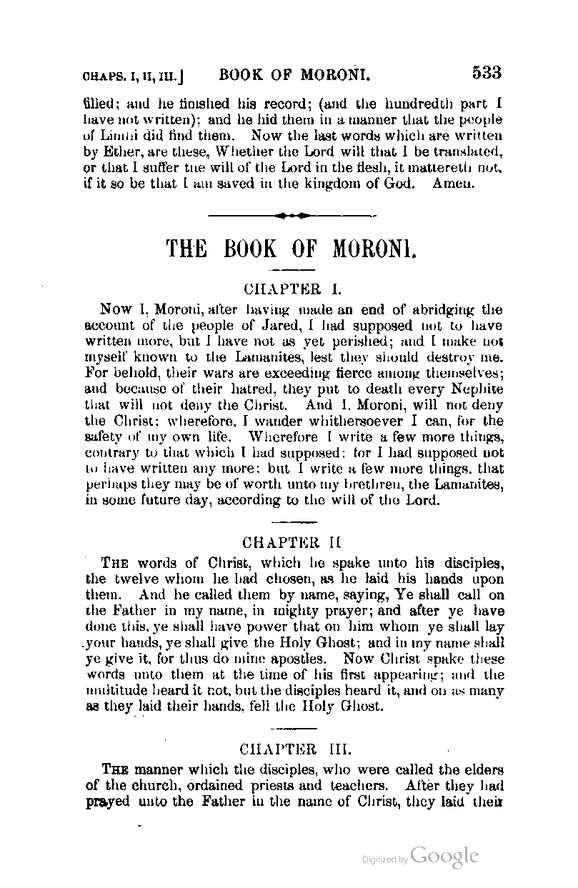 CHAPS. I, II, III.] BOOK OF MORONI. 533
filled; and he finished his record; (and the hundredth part I
have not written); and he hid them in a manner that the people
of Limhi did find them. Now the last words which are written
by Ether, are these, Whether the Lord will that I be translated,
or that I suffer the will of the Lord in the flesh, it mattereth not,
if it so be that I am saved in the kingdom of God. Amen.
THE BOOK OF MORONI.
CHAPTER I.
Now I, Moroni, after having made an end of abridging the
account of the people of Jared, I had supposed not to have
written more, but I have not as yet perished; and I make not
myself known to the Lamanites, lest they should destroy me.
For behold, their wars are exceeding fierce among themselves;
and because of their hatred, they put to death every Nephite
that will not deny the Christ. And I, Moroni, will not deny
the Christ; wherefore, I wander whithersoever I can, for the
safety of my own life. Wherefore I write a few more things,
contrary to that which I had supposed; for I had supposed not
to have written any more; but I write a few more things, that
perhaps they may be of worth unto my brethren, the Lamanites,
in some future day, according to the will of the Lord.
CHAPTER II
THE words of Christ, which he spake unto his disciples,
the twelve whom he had chosen, as he laid his hands upon
them. And he called them by name, saying, Ye shall call on
the Father in my name, in mighty prayer; and after ye have
done this, ye shall have power that on him whom ye shall lay
your hands, ye shall give the Holy Ghost; and in my name shall
ye give it, for thus do mine apostles. Now Christ spake these
words unto them at the time of his first appearing; and the
multitude heard it not, but the disciples heard it, and on as many
as they laid their hands, fell the Holy Ghost.
CHAPTER III.
THE manner which the disciples, who were called the elders
of the church, ordained priests and teachers. After they had
prayed unto the Father in the name of Christ, they laid their
Digitized by Google